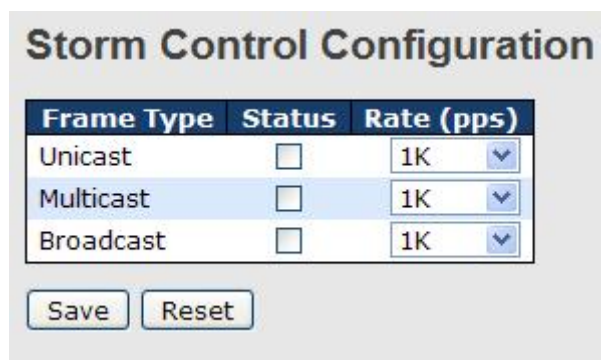 Storm Control Configuration
Frame Type Status Rate (pps)
Unicast 1K
Multicast 1K
Broadcast 1K
Save Reset